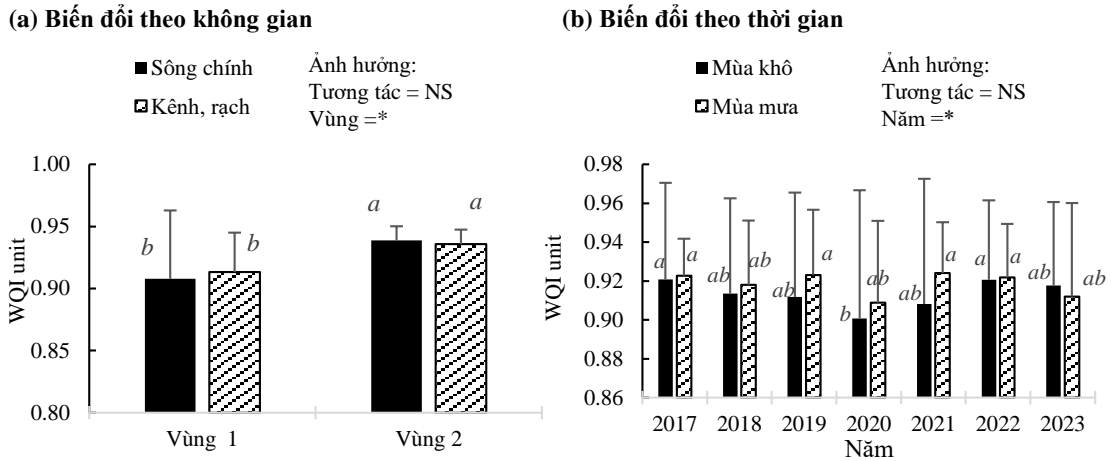 (a) Biến đổi theo không gian
Sông chính
Kênh, rạch
Ảnh hưởng:
Tương tác = NS
Vùng =*
WQI unit
1.00
0.95
0.90
0.85
0.80
b
b
a
a
Vùng 1
Vùng 2
(b) Biến đổi theo thời gian
Mùa khô
Mùa mưa
Ảnh hưởng:
Tương tác = NS
Năm =*
WQI unit
0.98
0.96
0.94
0.92
0.90
0.88
0.86
a
a
ab
ab
ab
a
b
ab
ab
a
a
a
ab
ab
2017 2018 2019 2020 2021 2022 2023
Năm